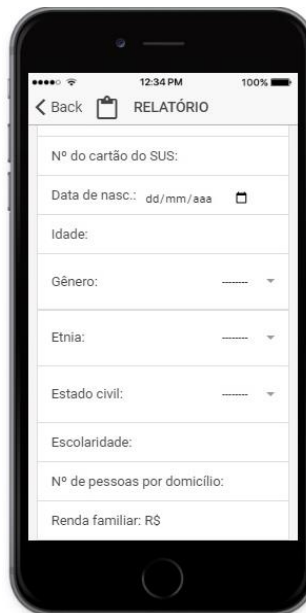 12:34 PM 100%
Back RELATÓRIO
Nº do cartão do SUS:
Data de nasc.: dd/mm/aaa
Idade:
Gênero: --------
Etnia: --------
Estado civil: --------
Escolaridade:
Nº de pessoas por domicílio:
Renda familiar: R$